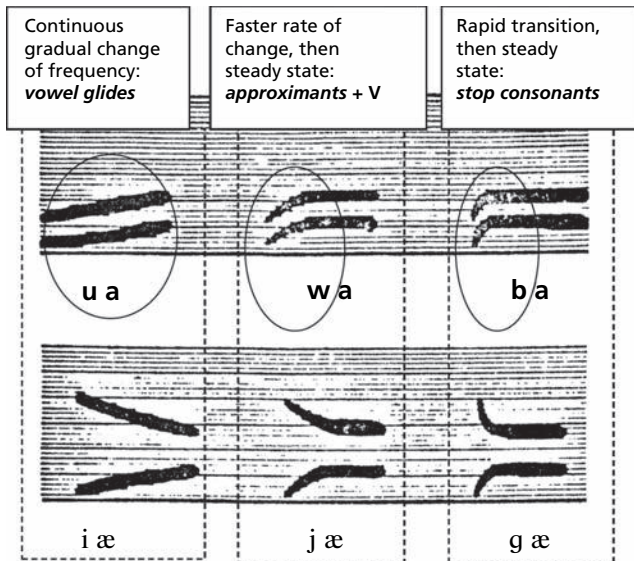 Continuous
gradual change
of frequency:
vowel glides
Faster rate of
change, then
steady state:
approximants + V
Rapid transition,
then steady
state:
stop consonants
u a
w a
b a
i æ
j æ
g æ